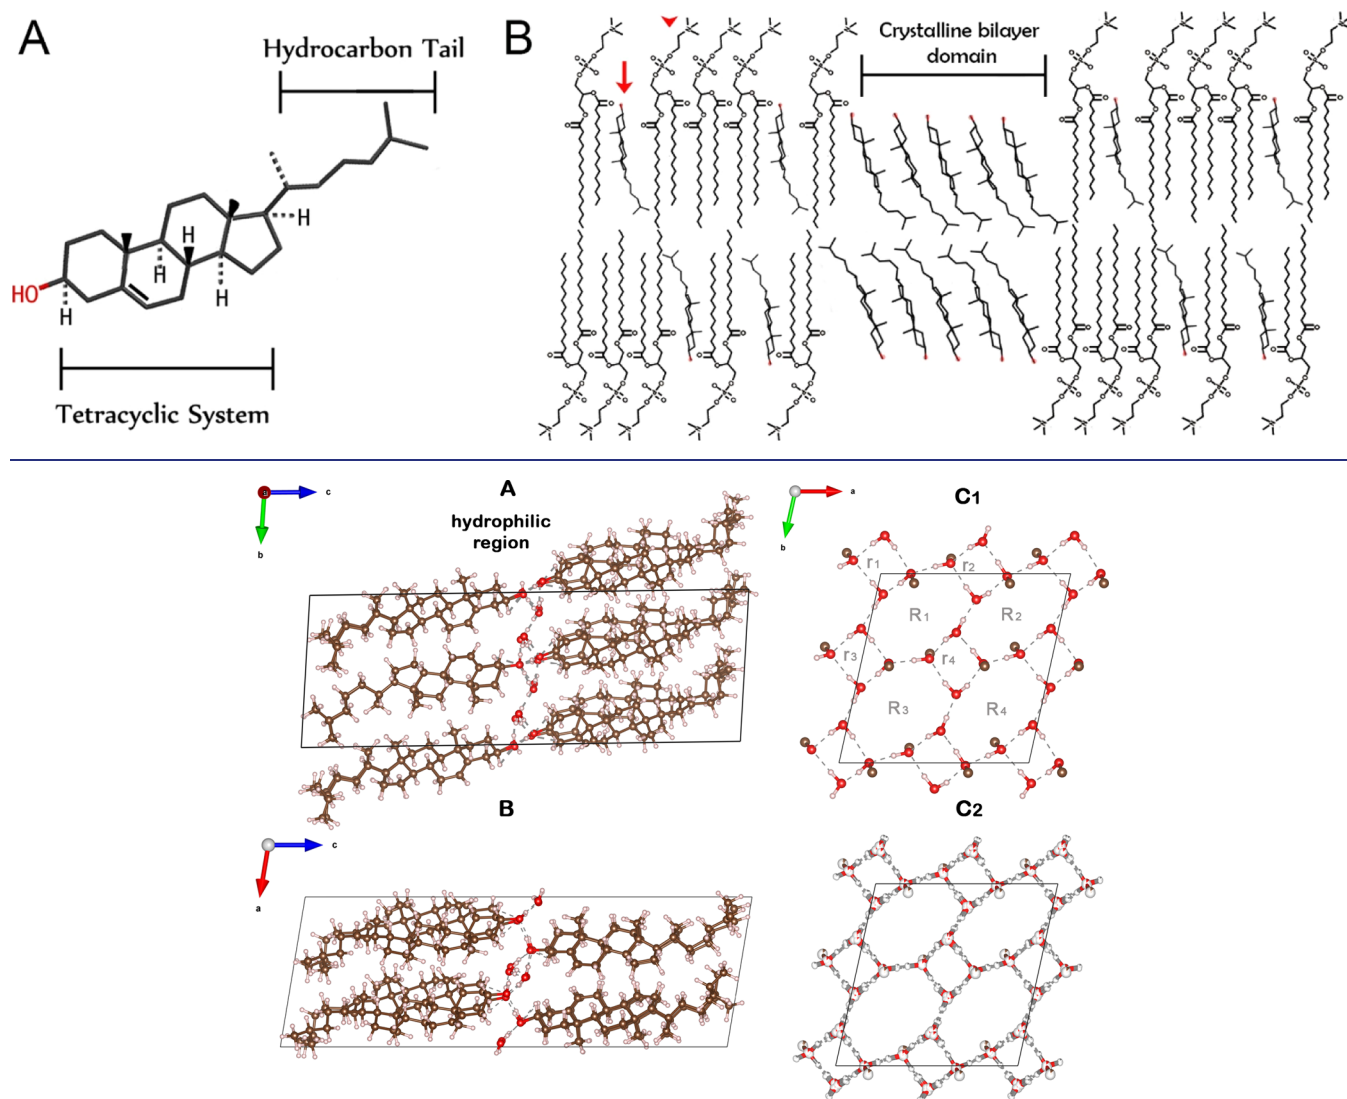 A
Hydrocarbon Tail
H
H
H
H
HO
H
Tetracyclic System
B
Crystalline bilayer
domain
A
hydrophilic
region
c
b
B
c
a
C1
a
b
r1
r2
R1
R2
r3
r4
R3
R4
C2